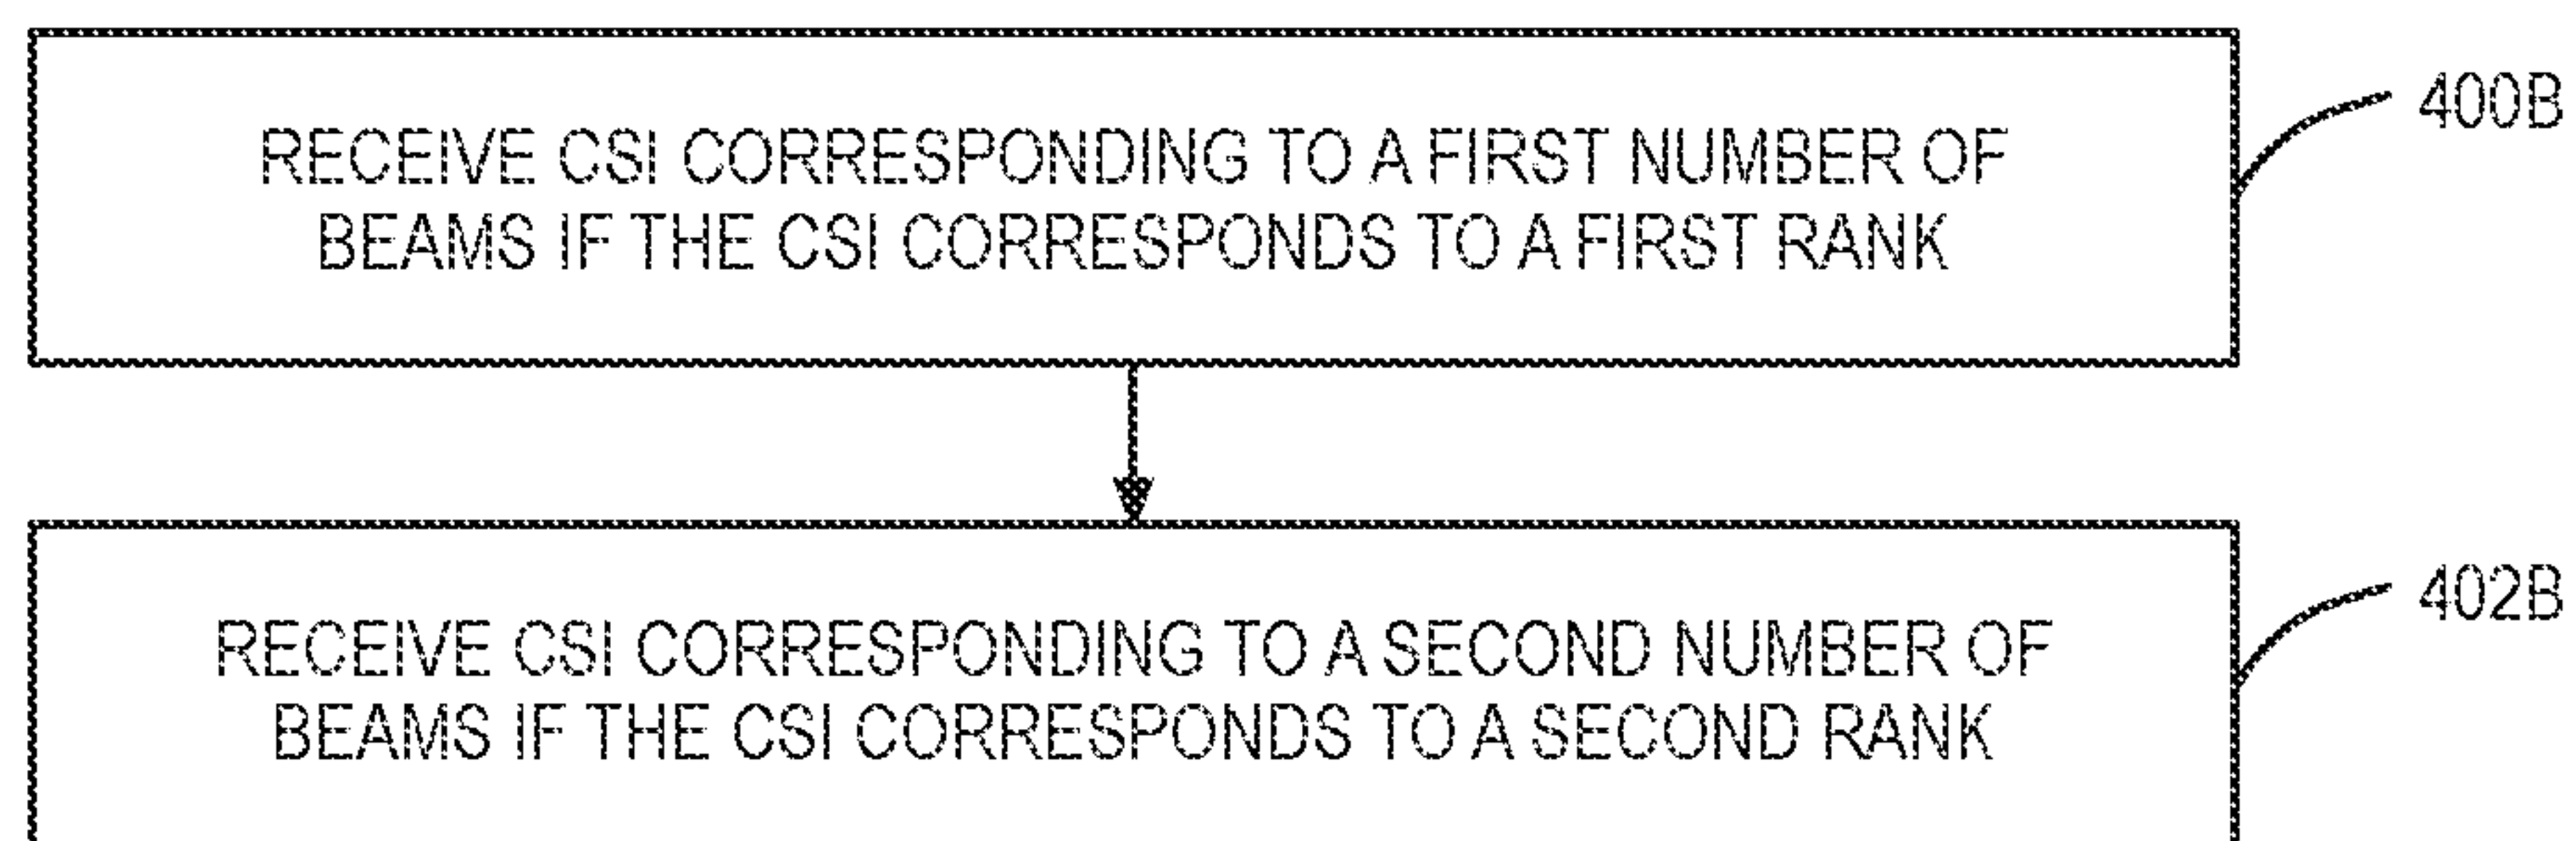 RECEIVE CSI CORRESPONDING TO A FIRST NUMBER OF
BEAMS IF THE CSI CORRESPONDS TO A FIRST RANK
400B
RECEIVE CSI CORRESPONDING TO A SECOND NUMBER OF
BEAMS IF THE CSI CORRESPONDS TO A SECOND RANK
402B